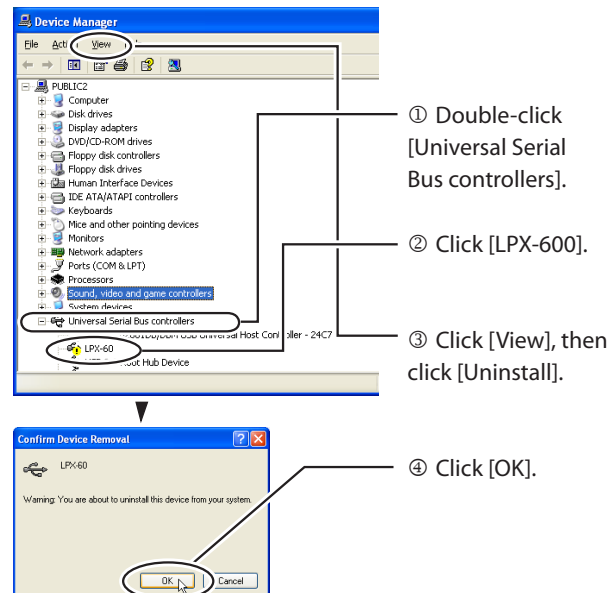 Device Manager
File Acti View
PUBLIC2
Computer
Disk drives
Display adapters
DVD/CD-ROM drives
Floppy disk controllers
Floppy disk drives
Human Interface Devices
IDE ATA/ATAPI controllers
Keyboards
Mice and other pointing devices
Monitors
Network adapters
Ports (COM & LPT)
Processors
Sound, video and game controllers
System devices
Universal Serial Bus controllers
USB Universal Host Con ller - 24C7
LPX-60
oot Hub Device
① Double-click
[Universal Serial
Bus controllers].
② Click [LPX-600].
③ Click [View], then
click [Uninstall].
Confirm Device Removal
LPX-60
Warning: You are about to uninstall this device from your system.
OK Cancel
④ Click [OK].